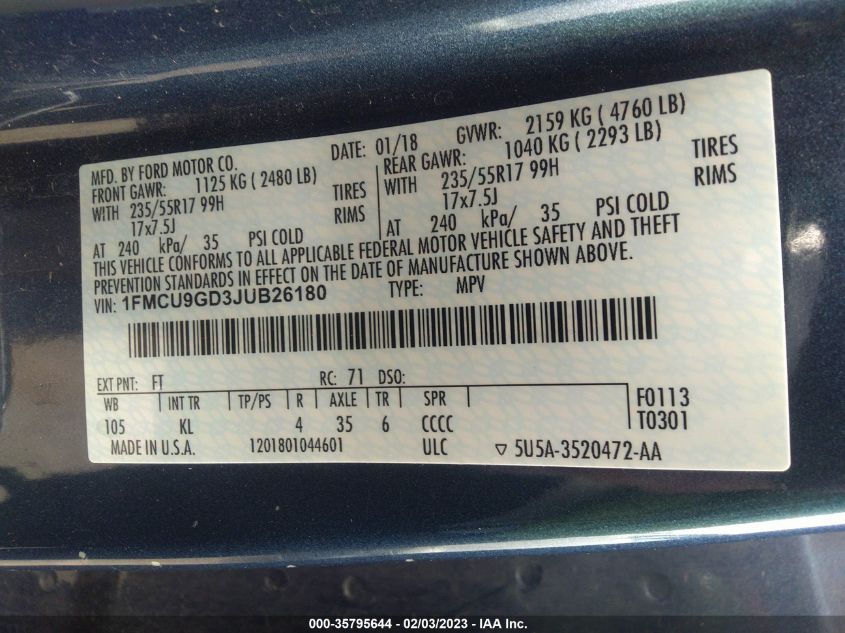 MFD. BY FORD MOTOR CO. DATE: 01/18 GVWR: 2159 KG ( 4760 LB)
FRONT GAWR: 1125 KG ( 2480 LB) REAR GAWR: 1040 KG ( 2293 LB)
WITH 235/55R17 99H TIRES WITH 235/55R17 99H TIRES
17x7.5J RIMS 17x7.5J RIMS
AT 240 kPa/ 35 PSI COLD AT 240 kPa/ 35 PSI COLD
THIS VEHICLE CONFORMS TO ALL APPLICABLE FEDERAL MOTOR VEHICLE SAFETY AND THEFT
PREVENTION STANDARDS IN EFFECT ON THE DATE OF MANUFACTURE SHOWN ABOVE.
VIN: 1FMCU9GD3JUB26180 TYPE: MPV
EXT PNT: FT RC: 71 DSO:
WB INT TR TP/PS R AXLE TR SPR F0113
105 KL 4 35 6 CCCC T0301
MADE IN U.S.A. 1201801044601 ULC ▽ 5U5A-3520472-AA
000-35795644 - 02/03/2023 - IAA Inc.